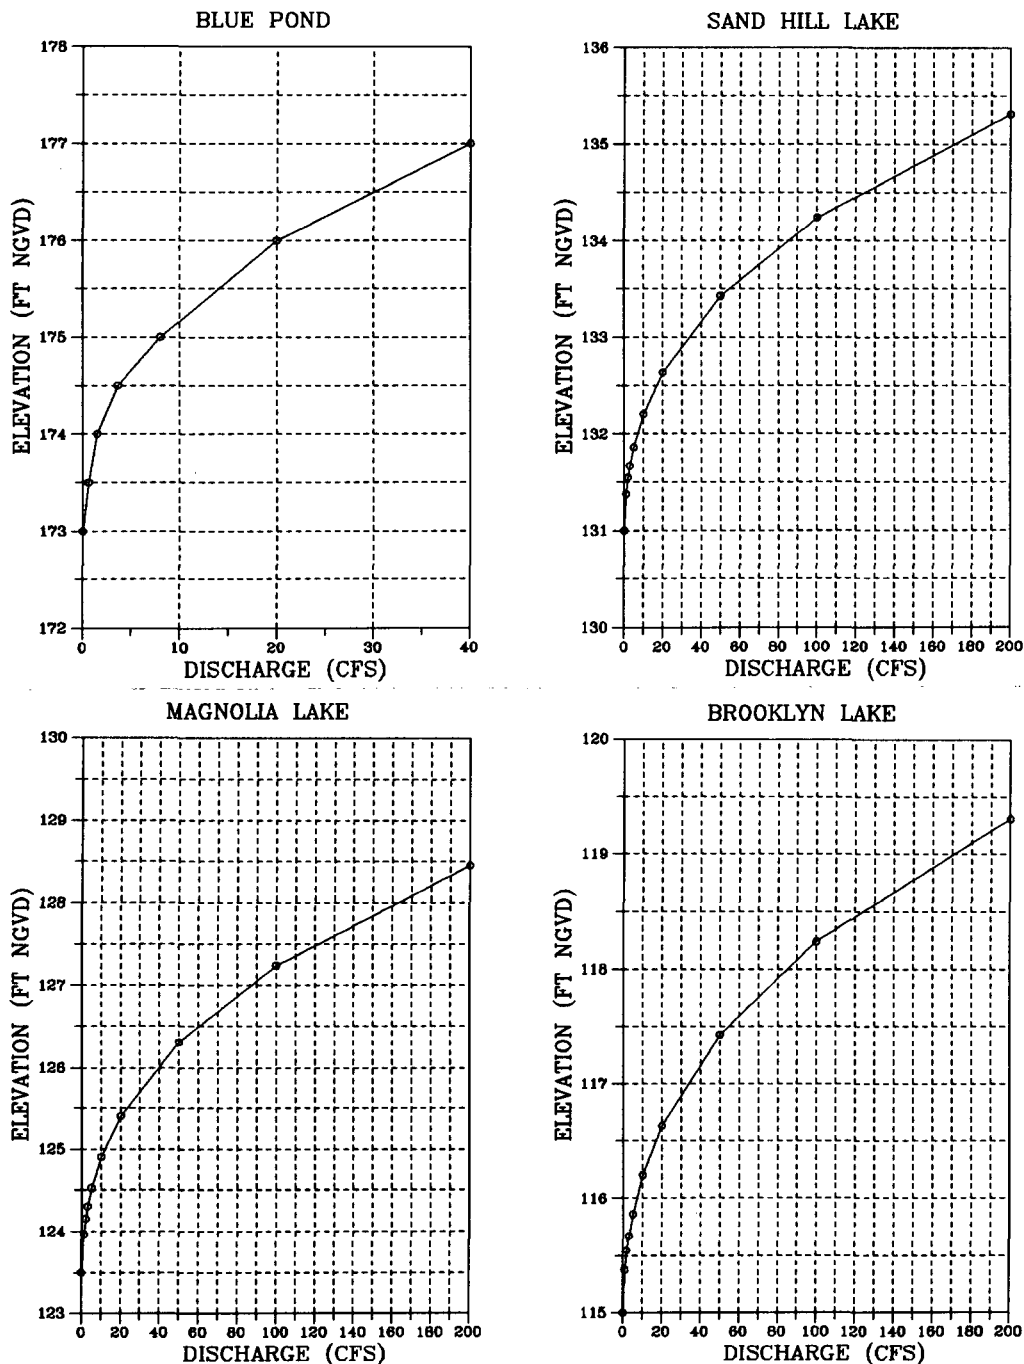 BLUE POND
178
177
176
175
174
173
172
ELEVATION (FT NGVD)
0 10 20 30 40
DISCHARGE (CFS)
SAND HILL LAKE
136
135
134
133
132
131
130
ELEVATION (FT NGVD)
0 20 40 60 80 100 120 140 160 180 200
DISCHARGE (CFS)
MAGNOLIA LAKE
130
129
128
127
126
125
124
123
ELEVATION (FT NGVD)
0 20 40 60 80 100 120 140 160 180 200
DISCHARGE (CFS)
BROOKLYN LAKE
120
119
118
117
116
115
ELEVATION (FT NGVD)
0 20 40 60 80 100 120 140 160 180 200
DISCHARGE (CFS)